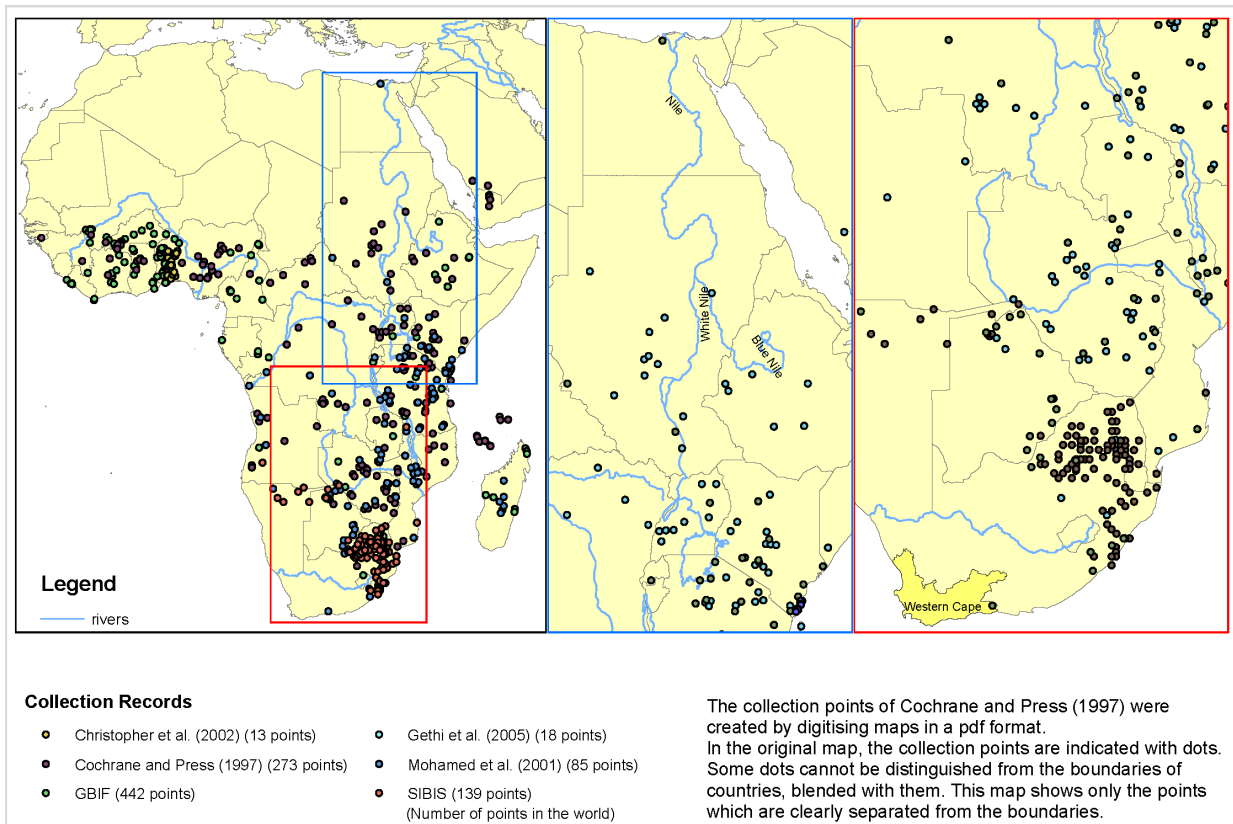 Nile
White Nile
Blue Nile
Western Cape
Legend
rivers
Collection Records
Christopher et al. (2002) (13 points)
Cochrane and Press (1997) (273 points)
GBIF (442 points)
Gethi et al. (2005) (18 points)
Mohamed et al. (2001) (85 points)
SIBIS (139 points)
(Number of points in the world)
The collection points of Cochrane and Press (1997) were
created by digitising maps in a pdf format.
In the original map, the collection points are indicated with dots.
Some dots cannot be distinguished from the boundaries of
countries, blended with them. This map shows only the points
which are clearly separated from the boundaries.